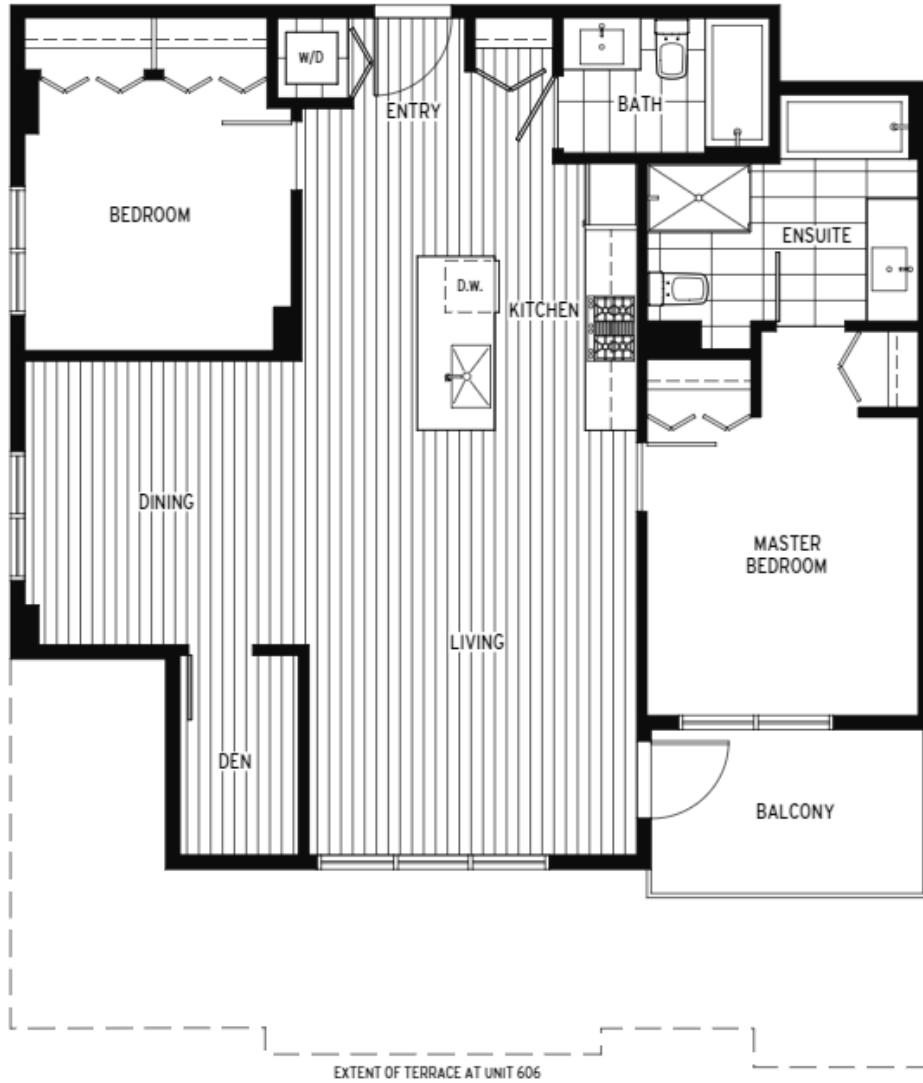 W/D
ENTRY
BATH
BEDROOM
ENSUITE
D.W.
KITCHEN
DINING
MASTER
BEDROOM
LIVING
DEN
BALCONY
EXTENT OF TERRACE AT UNIT 606